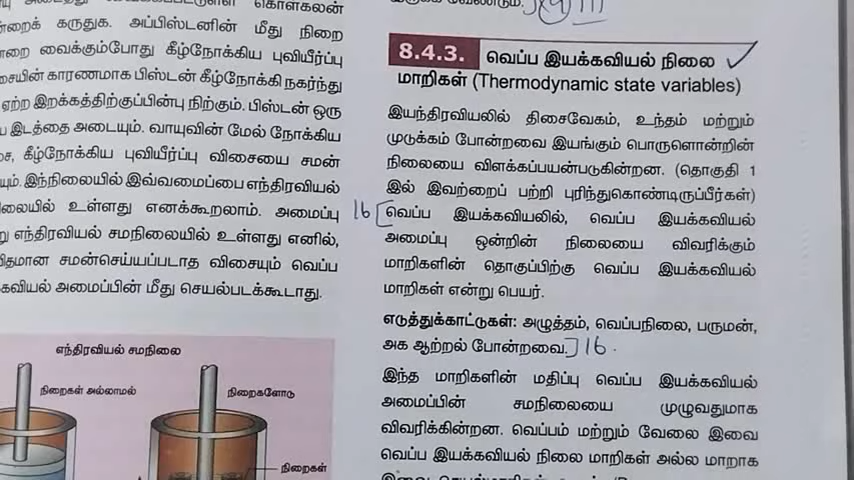 கொள்கலன்
கருதுக. அப்பிஸ்டனின் மீது நிறை
வைக்கும்போது கீழ்நோக்கிய புவியீர்ப்பு
காரணமாக பிஸ்டன் கீழ்நோக்கி நகர்ந்து
ஏற்ற இறக்கத்திற்குப்பின்பு நிற்கும். பிஸ்டன் ஒரு
இடத்தை அடையும். வாயுவின் மேல் நோக்கிய
கீழ்நோக்கிய புவியீர்ப்பு விசையை சமன்
இந்நிலையில் இவ்வமைப்பை எந்திரவியல்
உள்ளது எனக்கூறலாம். அமைப்பு
எந்திரவியல் சமநிலையில் உள்ளது எனில்,
சமன்செய்யப்படாத விசையும் வெப்ப
அமைப்பின் மீது செயல்படக்கூடாது.
எந்திரவியல் சமநிலை
நிறைகள் அல்லாமல்
நிறைகளோடு
நிறைகள்
வேண்டும்.
8.4.3. வெப்ப இயக்கவியல் நிலை
மாறிகள் (Thermodynamic state variables)
இயந்திரவியலில் திசைவேகம், உந்தம் மற்றும்
முடுக்கம் போன்றவை இயங்கும் பொருளொன்றின்
நிலையை விளக்கப்பயன்படுகின்றன. (தொகுதி 1
இல் இவற்றைப் பற்றி புரிந்துகொண்டிருப்பீர்கள்)
16 [வெப்ப இயக்கவியலில், வெப்ப இயக்கவியல்
அமைப்பு ஒன்றின் நிலையை விவரிக்கும்
மாறிகளின் தொகுப்பிற்கு வெப்ப இயக்கவியல்
மாறிகள் என்று பெயர்.
எடுத்துக்காட்டுகள்: அழுத்தம், வெப்பநிலை, பருமன்,
அக ஆற்றல் போன்றவை.] 16.
இந்த மாறிகளின் மதிப்பு வெப்ப இயக்கவியல்
அமைப்பின் சமநிலையை முழுவதுமாக
விவரிக்கின்றன. வெப்பம் மற்றும் வேலை இவை
வெப்ப இயக்கவியல் நிலை மாறிகள் அல்ல மாறாக